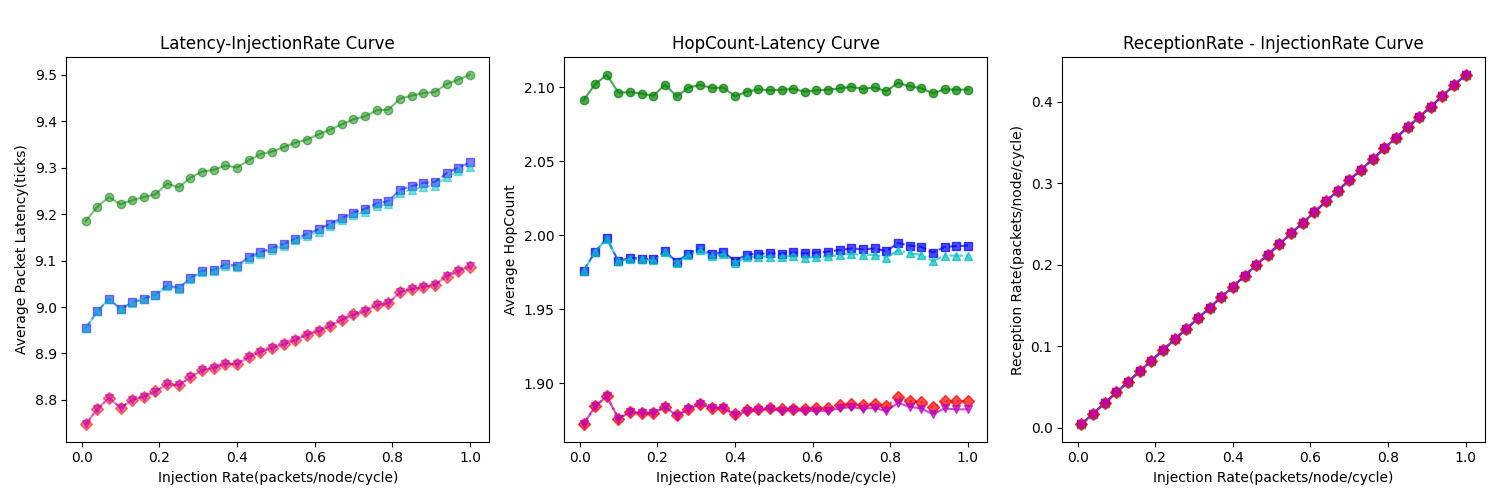 Latency-InjectionRate Curve
Average Packet Latency(ticks)
9.5
9.4
9.3
9.2
9.1
9.0
8.9
8.8
0.0 0.2 0.4 0.6 0.8 1.0
Injection Rate(packets/node/cycle)
HopCount-Latency Curve
Average HopCount
2.10
2.05
2.00
1.95
1.90
0.0 0.2 0.4 0.6 0.8 1.0
Injection Rate(packets/node/cycle)
ReceptionRate - InjectionRate Curve
Reception Rate(packets/node/cycle)
0.4
0.3
0.2
0.1
0.0
0.0 0.2 0.4 0.6 0.8 1.0
Injection Rate(packets/node/cycle)